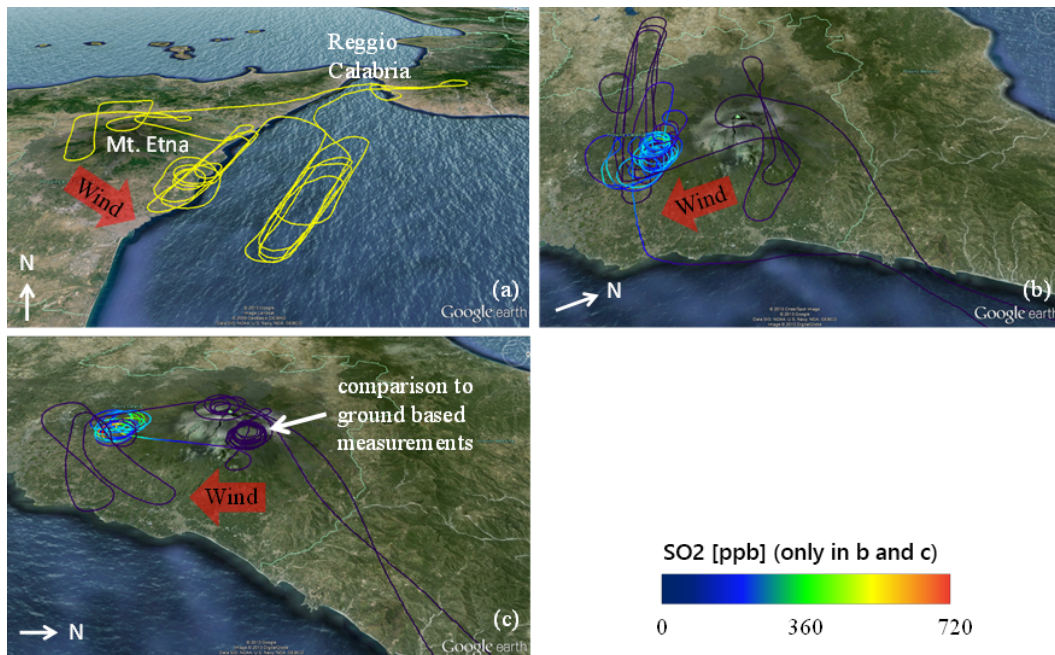 Reggio
Calabria
Mt. Etna
Wind
N
(a)
Google earth
Wind
N
(b)
Google earth
comparison to
ground based
measurements
Wind
N
(c)
Google earth
SO2 [ppb] (only in b and c)
0 360 720